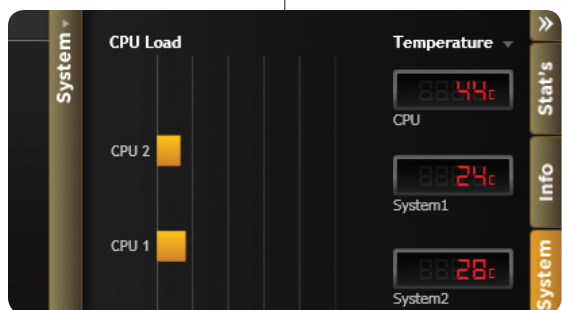 System
CPU Load
Temperature
»
Stat's
44c
CPU
CPU 2
24c
System1
Info
CPU 1
28c
System2
System